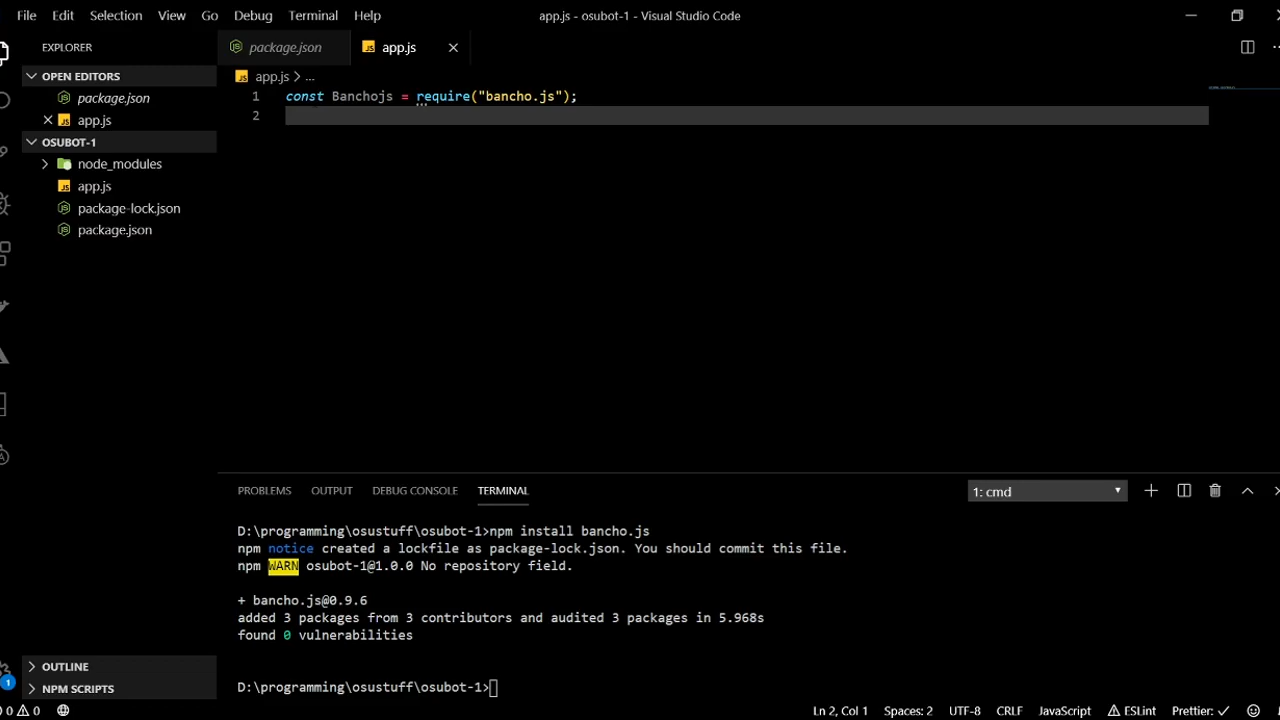 File Edit Selection View Go Debug Terminal Help
app.js - osubot-1 - Visual Studio Code
EXPLORER
OPEN EDITORS
package.json
app.js
OSUBOT-1
node_modules
app.js
package-lock.json
package.json
OUTLINE
NPM SCRIPTS
package.json
app.js
app.js > ...
1 const Banchojs = require("bancho.js");
2
PROBLEMS OUTPUT DEBUG CONSOLE TERMINAL
1: cmd
D:\programming\osustuff\osubot-1>npm install bancho.js
npm notice created a lockfile as package-lock.json. You should commit this file.
npm WARN osubot-1@1.0.0 No repository field.
+ bancho.js@0.9.6
added 3 packages from 3 contributors and audited 3 packages in 5.968s
found 0 vulnerabilities
D:\programming\osustuff\osubot-1>
1
0 0
Ln 2, Col 1 Spaces: 2 UTF-8 CRLF JavaScript ESLint Prettier: ✓